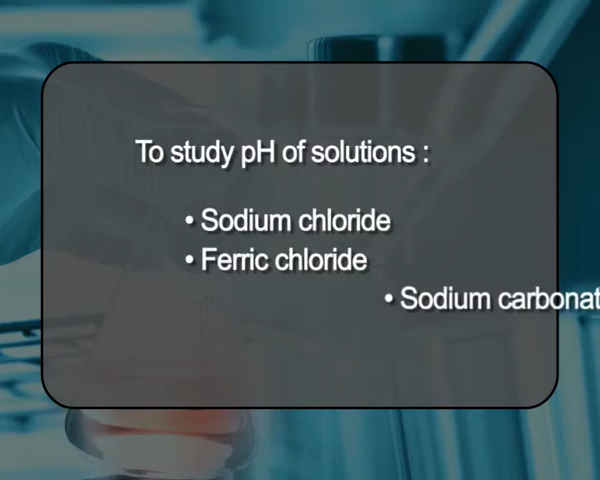 To study pH of solutions :
• Sodium chloride
• Ferric chloride
• Sodium carbonat